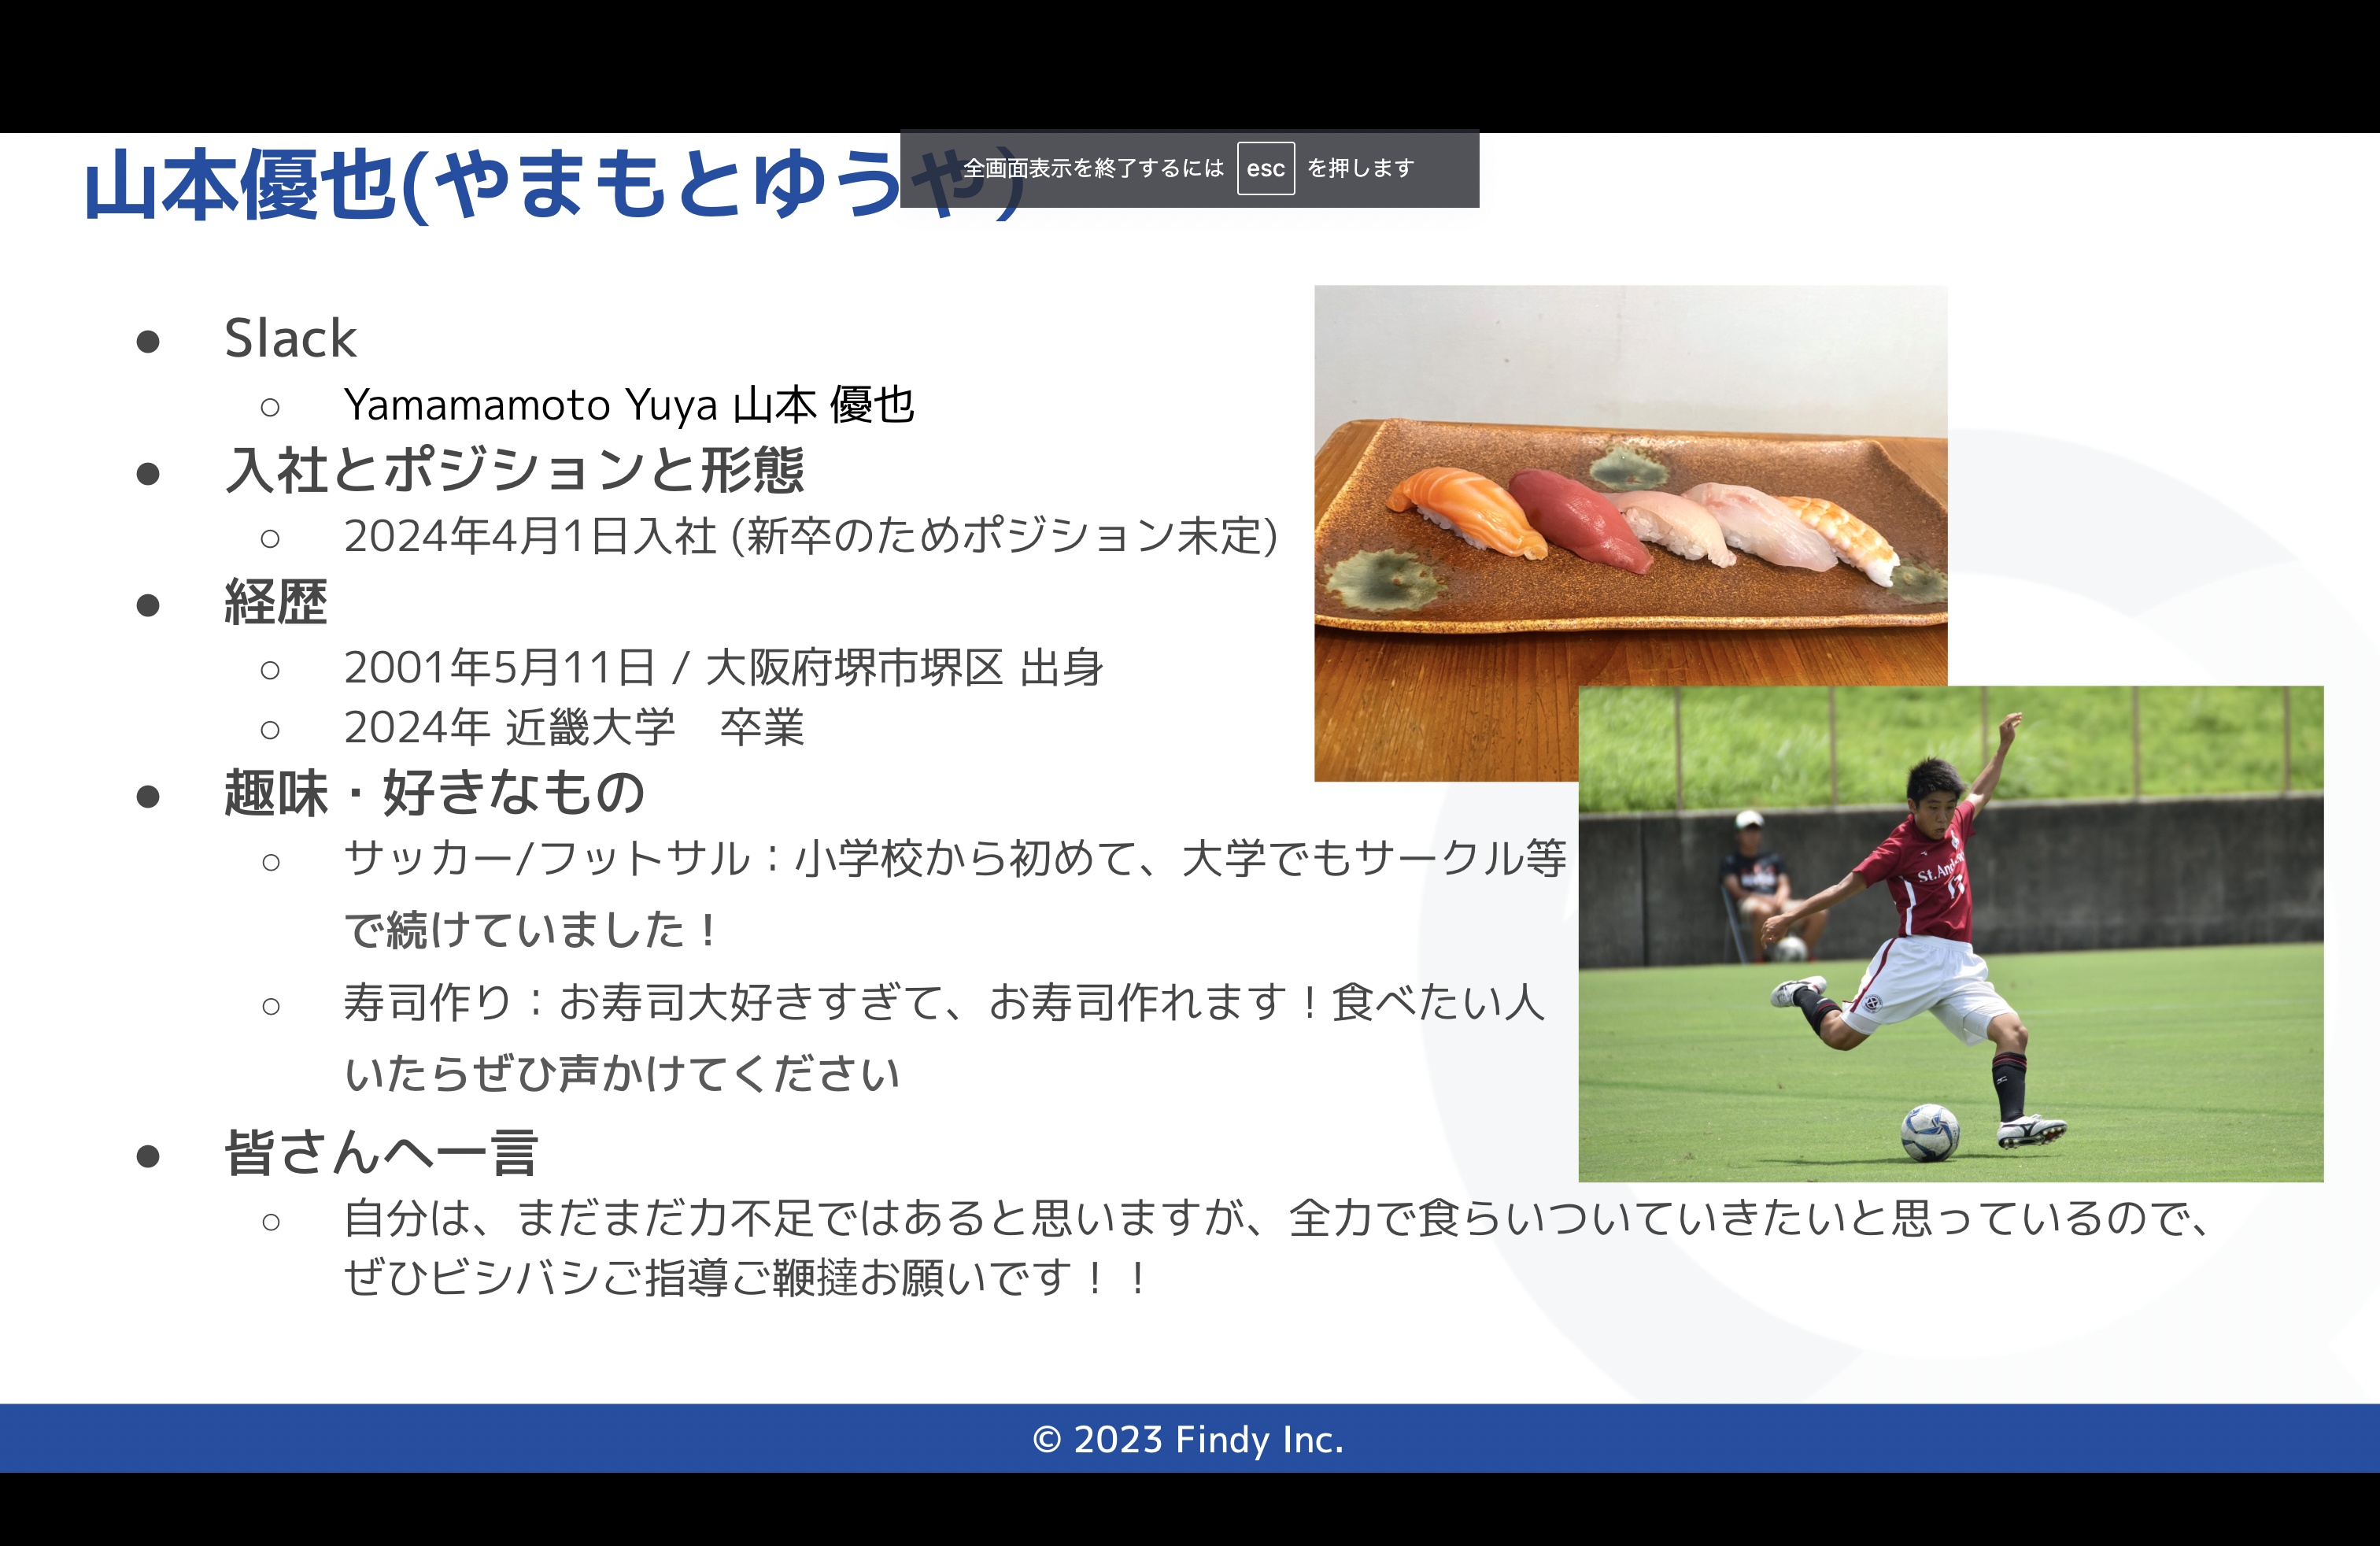 山本優也(やまもとゆうや)
全画面表示を終了するには esc を押します
Slack
Yamamamoto Yuya 山本 優也
入社とポジションと形態
2024年4月1日入社 (新卒のためポジション未定)
経歴
2001年5月11日 / 大阪府堺市堺区 出身
2024年 近畿大学　卒業
趣味・好きなもの
サッカー/フットサル：小学校から初めて、大学でもサークル等
で続けていました！
寿司作り：お寿司大好きすぎて、お寿司作れます！食べたい人
いたらぜひ声かけてください
St.And
17
皆さんへ一言
自分は、まだまだ力不足ではあると思いますが、全力で食らいついていきたいと思っているので、
ぜひビシバシご指導ご鞭撻お願いです！！
© 2023 Findy Inc.